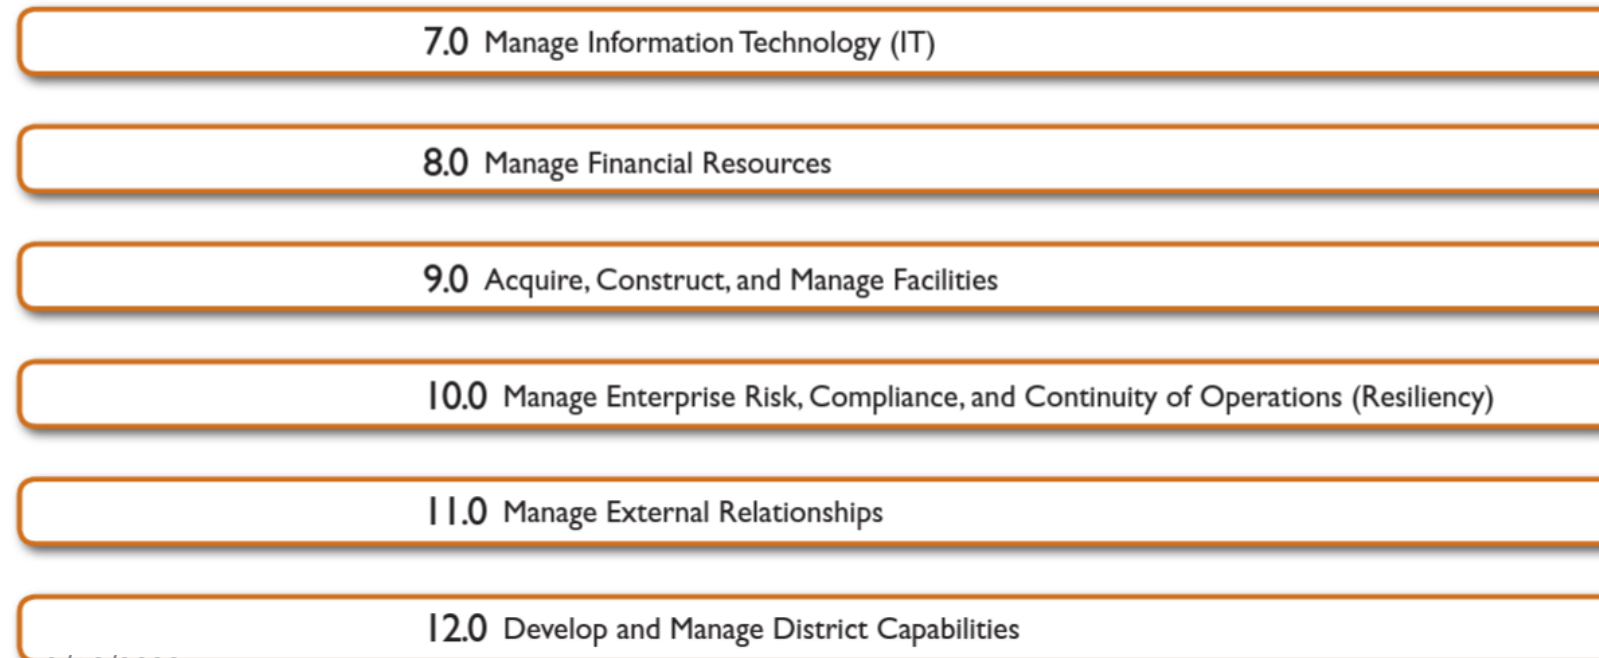 7.0 Manage Information Technology (IT)
8.0 Manage Financial Resources
9.0 Acquire, Construct, and Manage Facilities
10.0 Manage Enterprise Risk, Compliance, and Continuity of Operations (Resiliency)
11.0 Manage External Relationships
12.0 Develop and Manage District Capabilities